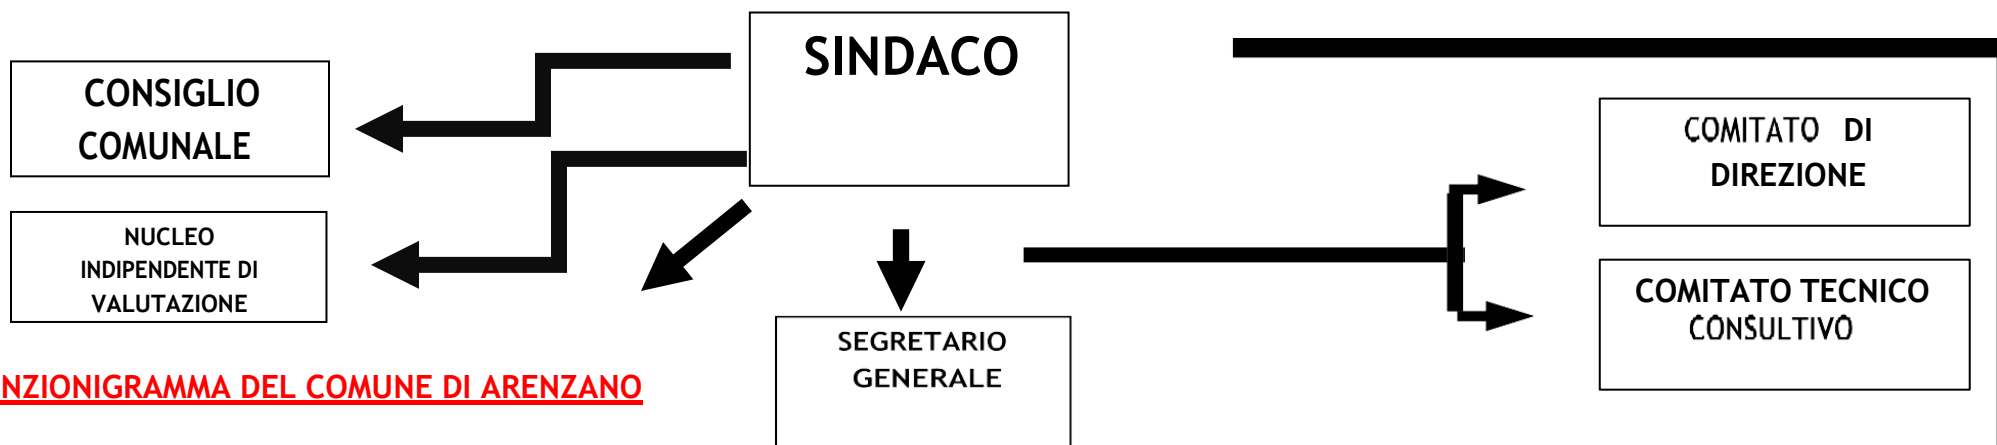 SINDACO
CONSIGLIO
COMUNALE
COMITATO DI
DIREZIONE
NUCLEO
INDIPENDENTE DI
VALUTAZIONE
COMITATO TECNICO
CONSULTIVO
SEGRETARIO
GENERALE
NZIONIGRAMMA DEL COMUNE DI ARENZANO